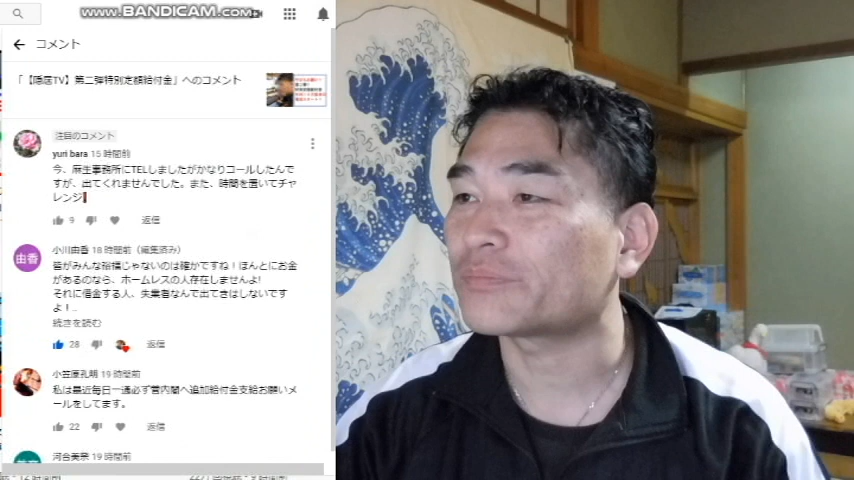 www.BANDICAM.com
コメント
「【隠居TV】第二弾特別定額給付金」へのコメント
注目のコメント
yuri bara 15 時間前
今、麻生事務所にTELしましたがかなりコールしたんで
すが、出てくれませんでした。また、時間を置いてチャ
レンジ
9 返信
由香
小川由香 18 時間前（編集済み）
皆がみんな裕福じゃないのは確かですね！ほんとにお金
があるのなら、ホームレスの人存在しませんよ!
それに借金する人、失業者なんで出てきはしないです
よ！..
続きを読む
28 返信
小笠原孔明 19 時間前
私は最近毎日一通必ず菅内閣へ追加給付金支給お願いメ
ールをしてます。
22 返信
河合美奈 19 時間前